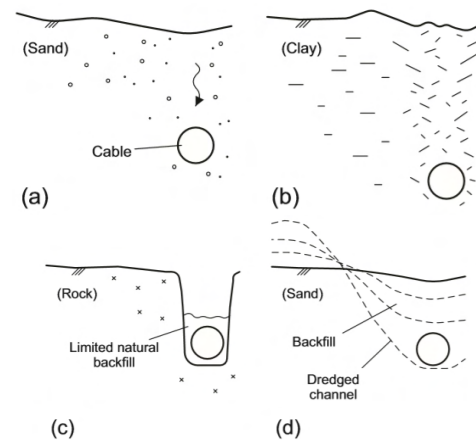 (Sand)
Cable
(a)
(Clay)
(b)
(Rock)
Limited natural
backfill
(c)
(Sand)
Backfill
Dredged
channel
(d)